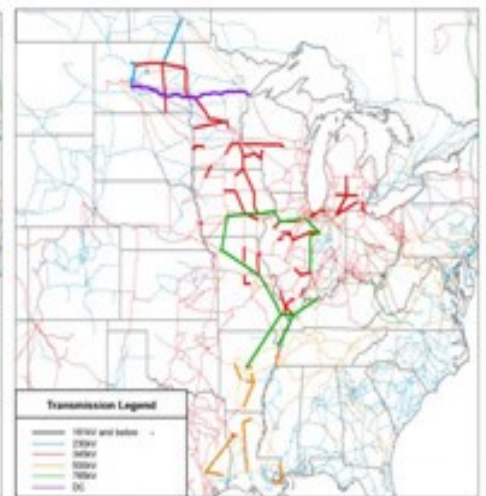 Transmission Legend
161kV and below
230kV
345kV
500kV
765kV
DC